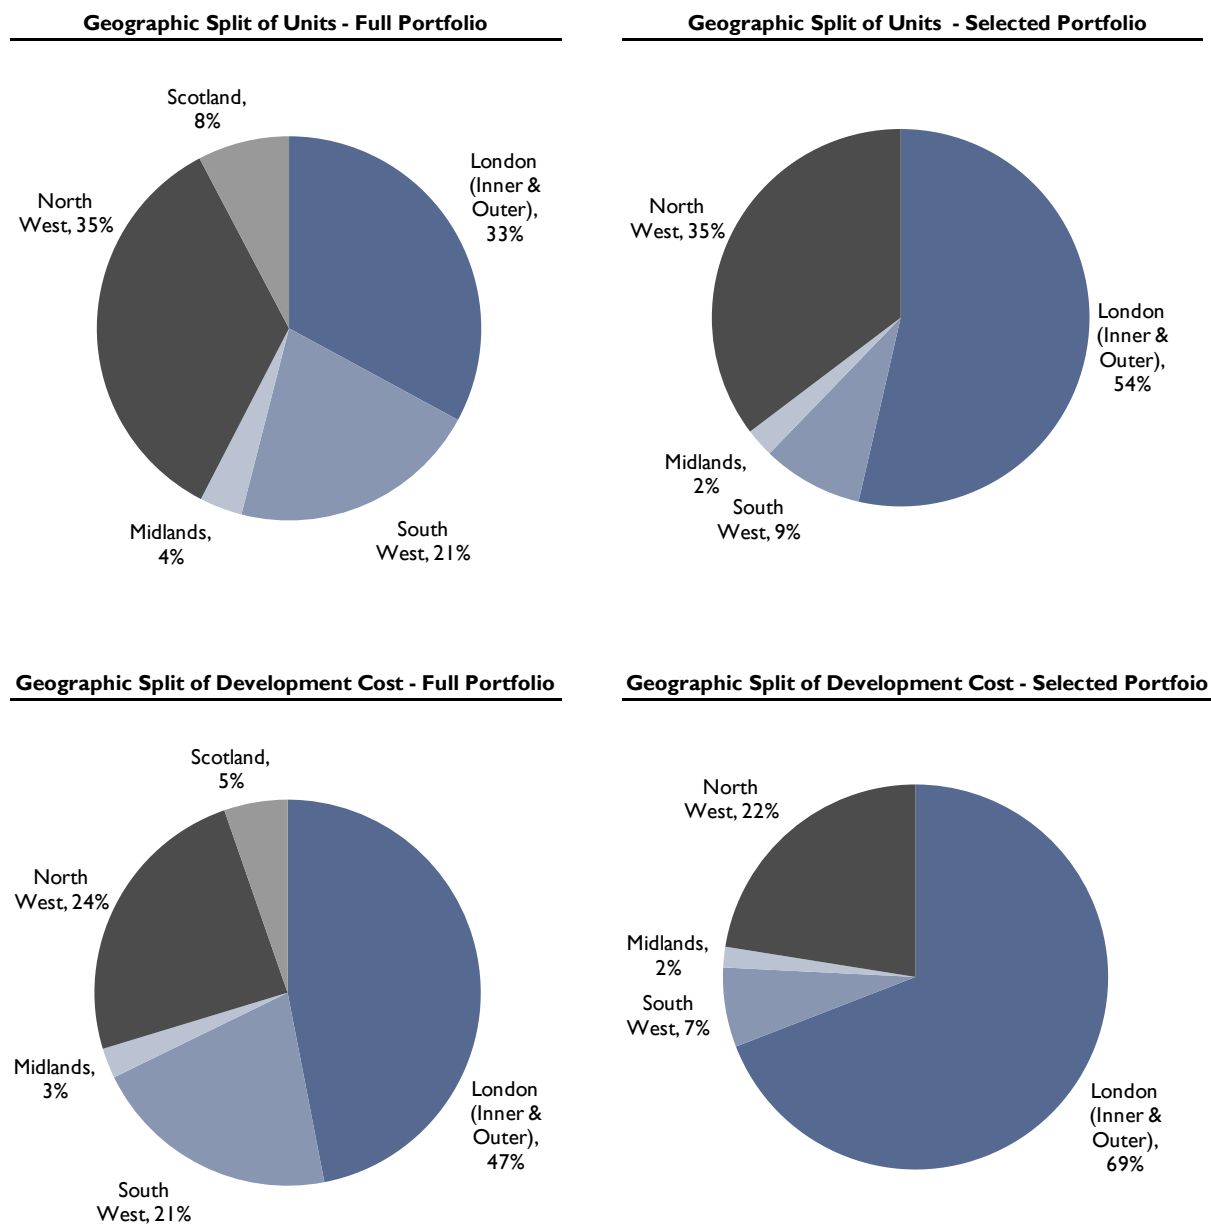 Geographic Split of Units - Full Portfolio
Scotland,
8%
London
(Inner &
Outer),
33%
North
West, 35%
Midlands,
4%
South
West, 21%
Geographic Split of Units  - Selected Portfolio
North
West, 35%
London
(Inner &
Outer),
54%
Midlands,
2%
South
West, 9%
Geographic Split of Development Cost - Full Portfolio
Scotland,
5%
North
West, 24%
Midlands,
3%
London
(Inner &
Outer),
47%
South
West, 21%
Geographic Split of Development Cost - Selected Portfoio
North
West, 22%
Midlands,
2%
South
West, 7%
London
(Inner &
Outer),
69%